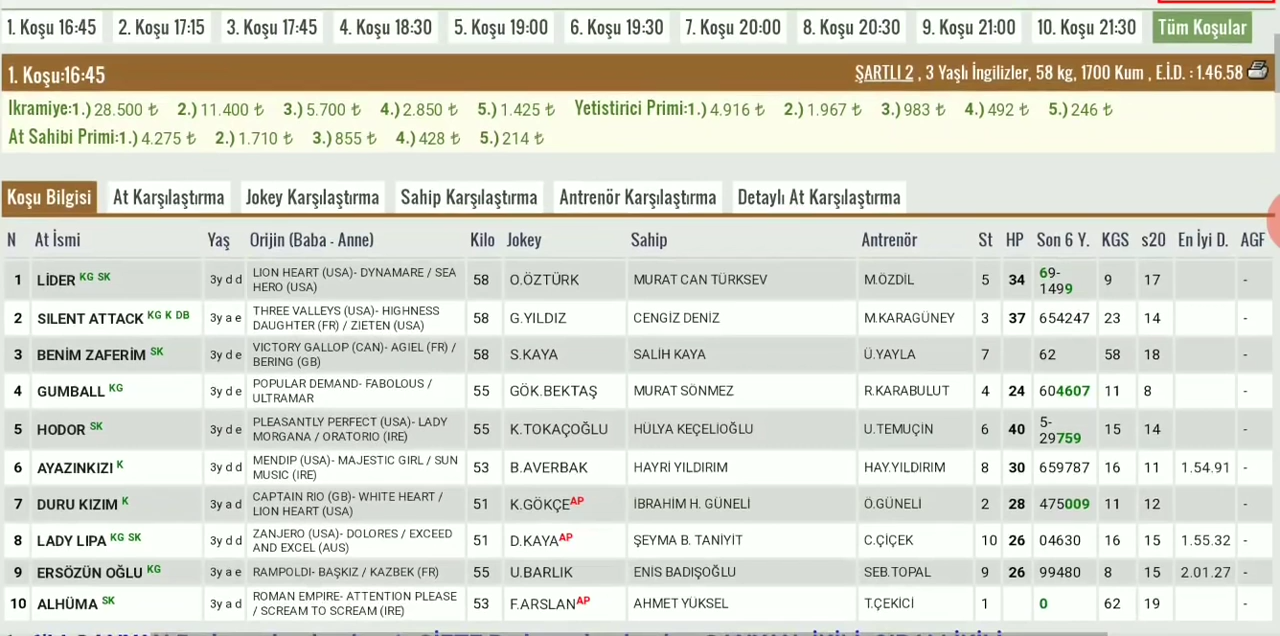 1. Koşu 16:45 2. Koşu 17:15 3. Koşu 17:45 4. Koşu 18:30 5. Koşu 19:00 6. Koşu 19:30 7. Koşu 20:00 8. Koşu 20:30 9. Koşu 21:00 10. Koşu 21:30 Tüm Koşular
1. Koşu:16:45 ŞARTLI 2 , 3 Yaşlı İngilizler, 58 kg, 1700 Kum , E.İ.D. : 1.46.58
Ikramiye:1.) 28.500 ₺ 2.) 11.400 ₺ 3.) 5.700 ₺ 4.) 2.850 ₺ 5.) 1.425 ₺ Yetistirici Primi:1.) 4.916 ₺ 2.) 1.967 ₺ 3.) 983 ₺ 4.) 492 ₺ 5.) 246 ₺
At Sahibi Primi:1.) 4.275 ₺ 2.) 1.710 ₺ 3.) 855 ₺ 4.) 428 ₺ 5.) 214 ₺
Koşu Bilgisi At Karşılaştırma Jokey Karşılaştırma Sahip Karşılaştırma Antrenör Karşılaştırma Detaylı At Karşılaştırma
N At İsmi Yaş Orijin (Baba - Anne) Kilo Jokey Sahip Antrenör St HP Son 6 Y. KGS s20 En İyi D. AGF
1 LİDER KG SK 3y d d LION HEART (USA)- DYNAMARE / SEA HERO (USA) 58 O.ÖZTÜRK MURAT CAN TÜRKSEV M.ÖZDİL 5 34 69-1499 9 17 -
2 SILENT ATTACK KG K DB 3y a e THREE VALLEYS (USA)- HIGHNESS DAUGHTER (FR) / ZIETEN (USA) 58 G.YILDIZ CENGİZ DENİZ M.KARAGÜNEY 3 37 654247 23 14 -
3 BENİM ZAFERİM SK 3y d e VICTORY GALLOP (CAN)- AGIEL (FR) / BERING (GB) 58 S.KAYA SALİH KAYA Ü.YAYLA 7 62 58 18 -
4 GUMBALL KG 3y d e POPULAR DEMAND- FABOLOUS / ULTRAMAR 55 GÖK.BEKTAŞ MURAT SÖNMEZ R.KARABULUT 4 24 604607 11 8 -
5 HODOR SK 3y d e PLEASANTLY PERFECT (USA)- LADY MORGANA / ORATORIO (IRE) 55 K.TOKAÇOĞLU HÜLYA KEÇELİOĞLU U.TEMUÇİN 6 40 5-29759 15 14 -
6 AYAZINKIZI K 3y d d MENDIP (USA)- MAJESTIC GIRL / SUN MUSIC (IRE) 53 B.AVERBAK HAYRİ YILDIRIM HAY.YILDIRIM 8 30 659787 16 11 1.54.91 -
7 DURU KIZIM K 3y a d CAPTAIN RIO (GB)- WHITE HEART / LION HEART (USA) 51 K.GÖKÇE AP İBRAHİM H. GÜNELİ Ö.GÜNELİ 2 28 475009 11 12 -
8 LADY LIPA KG SK 3y d d ZANJERO (USA)- DOLORES / EXCEED AND EXCEL (AUS) 51 D.KAYA AP ŞEYMA B. TANİYİT C.ÇİÇEK 10 26 04630 16 15 1.55.32 -
9 ERSÖZÜN OĞLU KG 3y a e RAMPOLDI- BAŞKIZ / KAZBEK (FR) 55 U.BARLIK ENİS BADIŞOĞLU SEB.TOPAL 9 26 99480 8 15 2.01.27 -
10 ALHÜMA SK 3y a d ROMAN EMPIRE- ATTENTION PLEASE / SCREAM TO SCREAM (IRE) 53 F.ARSLAN AP AHMET YÜKSEL T.ÇEKİCİ 1 0 62 19 -